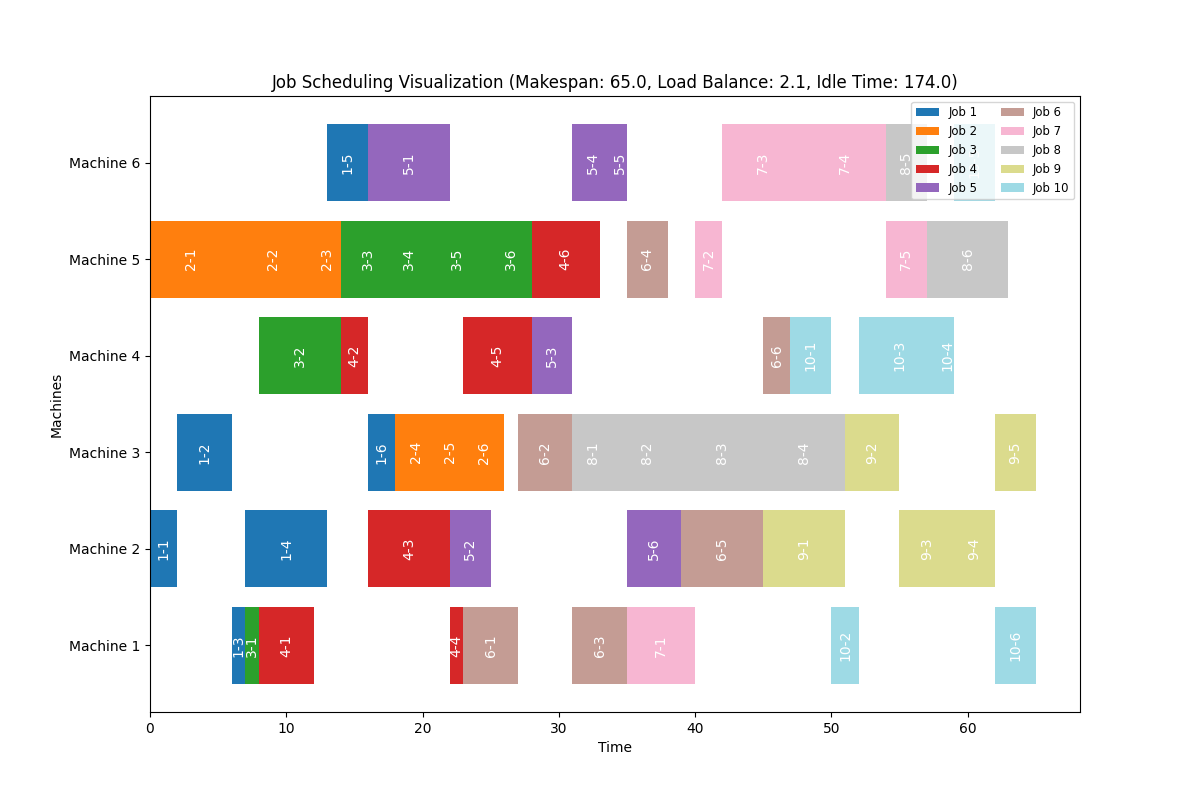 Job Scheduling Visualization (Makespan: 65.0, Load Balance: 2.1, Idle Time: 174.0)
Job 1
Job 2
Job 3
Job 4
Job 5
Job 6
Job 7
Job 8
Job 9
Job 10
Machines
Machine 6
1-5
5-1
5-4
5-5
7-3
7-4
8-5
Machine 5
2-1
2-2
2-3
3-3
3-4
3-5
3-6
4-6
6-4
7-2
7-5
8-6
Machine 4
3-2
4-2
4-5
5-3
6-6
10-1
10-3
10-4
Machine 3
1-2
1-6
2-4
2-5
2-6
6-2
8-1
8-2
8-3
8-4
9-2
9-5
Machine 2
1-1
1-4
4-3
5-2
5-6
6-5
9-1
9-3
9-4
Machine 1
1-3
3-1
4-1
4-4
6-1
6-3
7-1
10-2
10-6
0 10 20 30 40 50 60
Time